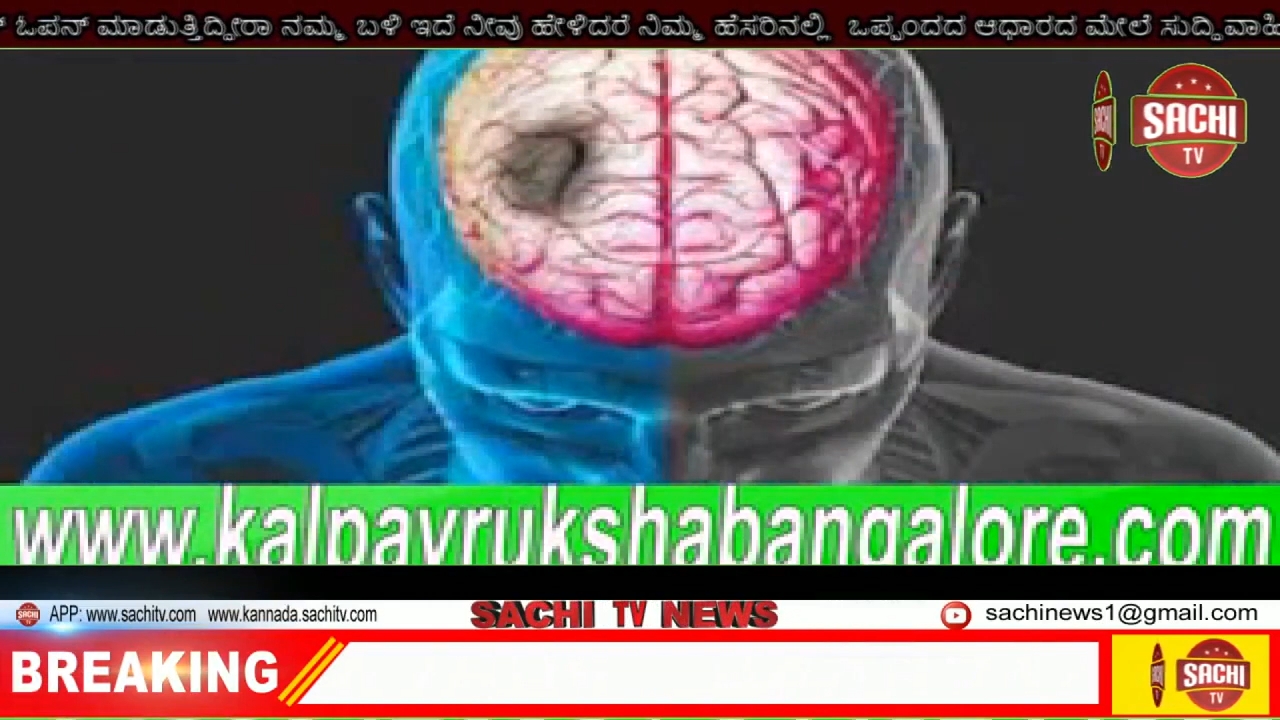 ಓಪನ್ ಮಾಡುತ್ತಿದ್ದೀರಾ ನಮ್ಮ ಬಳಿ ಇದೆ ನೀವು ಹೇಳಿದರೆ ನಿಮ್ಮ ಹೆಸರಿನಲ್ಲಿ ಒಪ್ಪಂದದ ಆಧಾರದ ಮೇಲೆ
SACHI
TV
www.kalpavrukshabangalore.com
APP: www.sachitv.com www.kannada.sachitv.com
SACHI TV NEWS
sachinews1@gmail.com
BREAKING
SACHI
TV